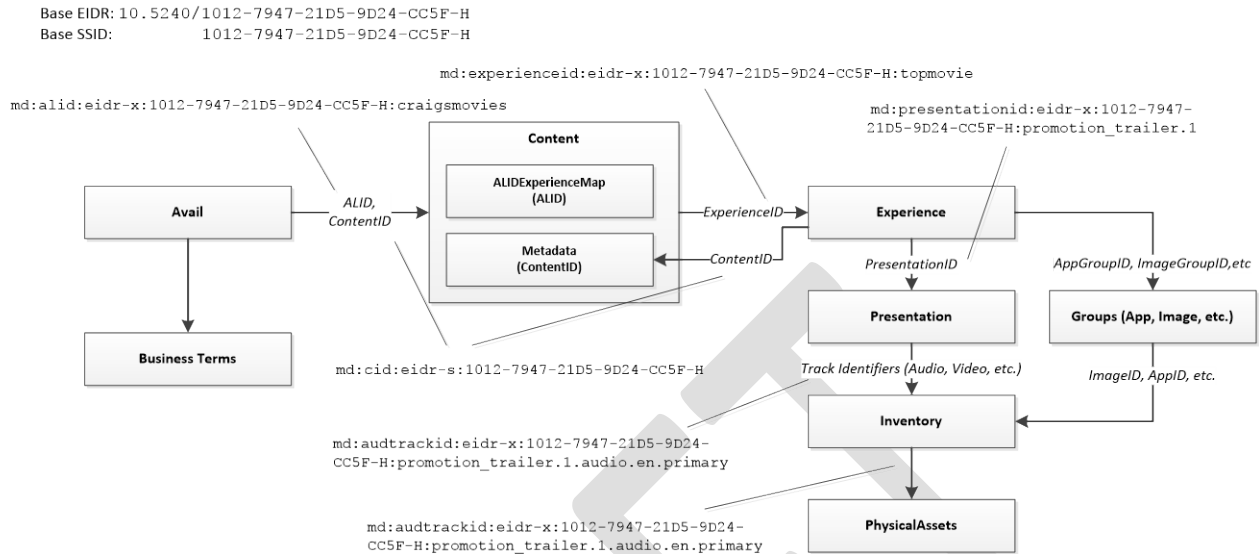 Base EIDR: 10.5240/1012-7947-21D5-9D24-CC5F-H
Base SSID: 1012-7947-21D5-9D24-CC5F-H
md:experienceid:eidr-x:1012-7947-21D5-9D24-CC5F-H:topmovie
md:alid:eidr-x:1012-7947-21D5-9D24-CC5F-H:craigsmovies
md:presentationid:eidr-x:1012-7947-
21D5-9D24-CC5F-H:promotion_trailer.1
Content
ALIDExperienceMap
(ALID)
Avail
ALID,
ContentID
ExperienceID
Experience
Metadata
(ContentID)
ContentID
PresentationID
AppGroupID, ImageGroupID,etc
Presentation
Groups (App, Image, etc.)
Business Terms
md:cid:eidr-s:1012-7947-21D5-9D24-CC5F-H
Track Identifiers (Audio, Video, etc.)
ImageID, AppID, etc.
Inventory
md:audtrackid:eidr-x:1012-7947-21D5-9D24-
CC5F-H:promotion_trailer.1.audio.en.primary
PhysicalAssets
md:audtrackid:eidr-x:1012-7947-21D5-9D24-
CC5F-H:promotion_trailer.1.audio.en.primary